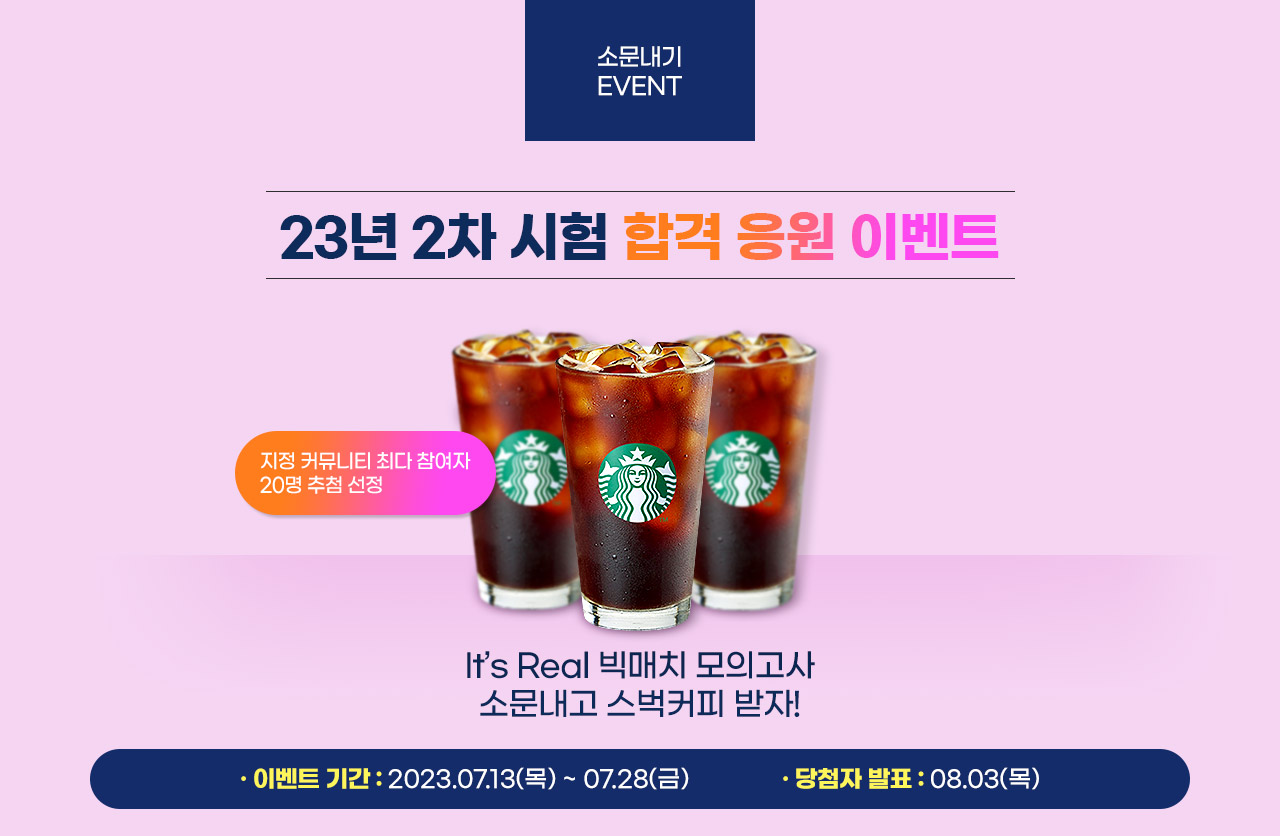 소문내기
EVENT
23년 2차 시험 합격 응원 이벤트
지정 커뮤니티 최다 참여자
20명 추첨 선정
It's Real 빅매치 모의고사
소문내고 스벅커피 받자!
· 이벤트 기간 : 2023.07.13(목) ~ 07.28(금) · 당첨자 발표 : 08.03(목)